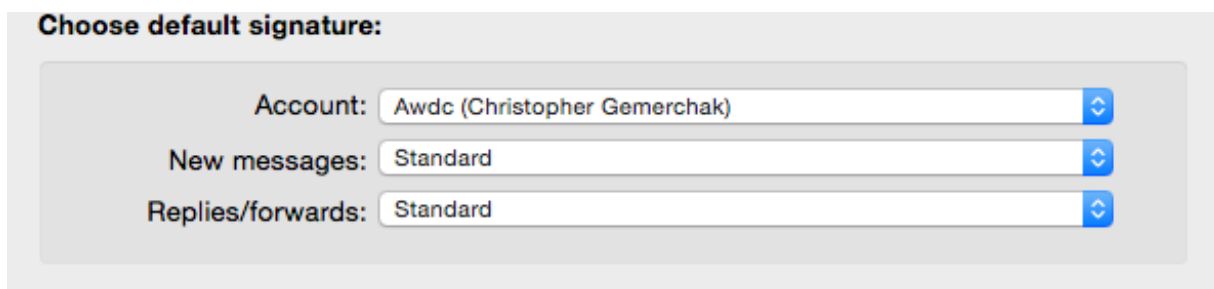 Choose default signature:
Account: Awdc (Christopher Gemerchak)
New messages: Standard
Replies/forwards: Standard